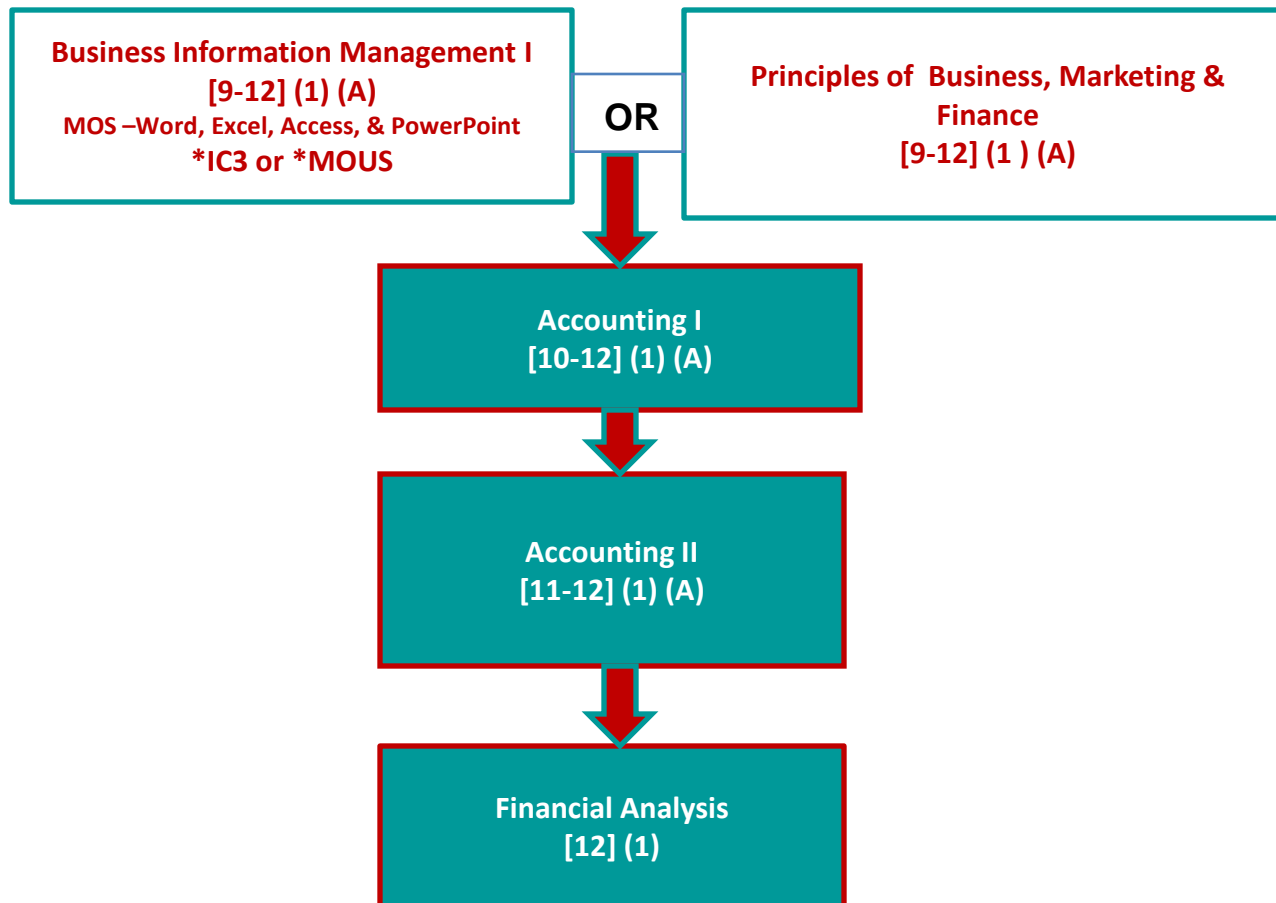 Business Information Management I
[9-12] (1) (A)
MOS –Word, Excel, Access, & PowerPoint
*IC3 or *MOUS
OR
Principles of  Business, Marketing &
Finance
[9-12] (1 ) (A)
Accounting I
[10-12] (1) (A)
Accounting II
[11-12] (1) (A)
Financial Analysis
[12] (1)